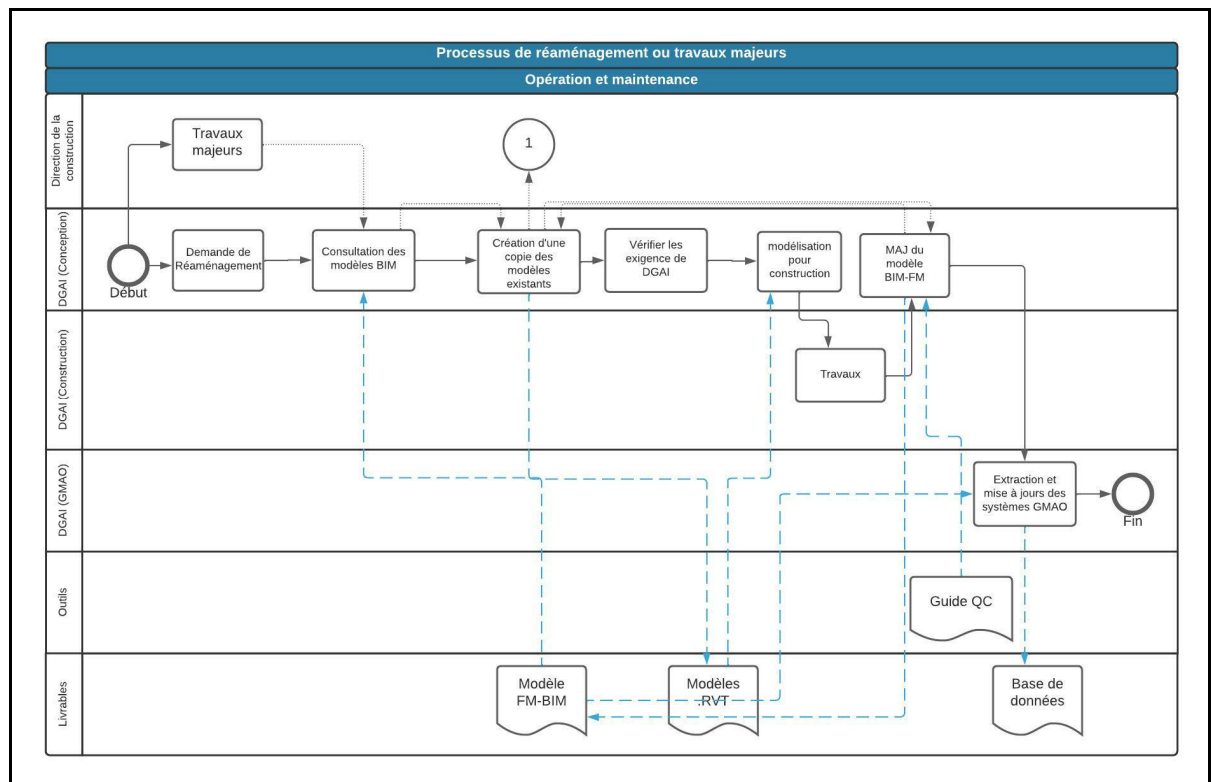 Processus de réaménagement ou travaux majeurs
Opération et maintenance
Direction de la
construction
Travaux
majeurs
1
DGAI (Conception)
Début
Demande de
Réaménagement
Consultation des
modèles BIM
Création d'une
copie des
modèles
existants
Vérifier les
exigence de
DGAI
modélisation
pour
construction
MAJ du
modèle
BIM-FM
DGAI (Construction)
Travaux
DGAI (GMAO)
Extraction et
mise à jours des
systèmes GMAO
Fin
Outils
Guide QC
Livrables
Modèle
FM-BIM
Modèles
.RVT
Base de
données